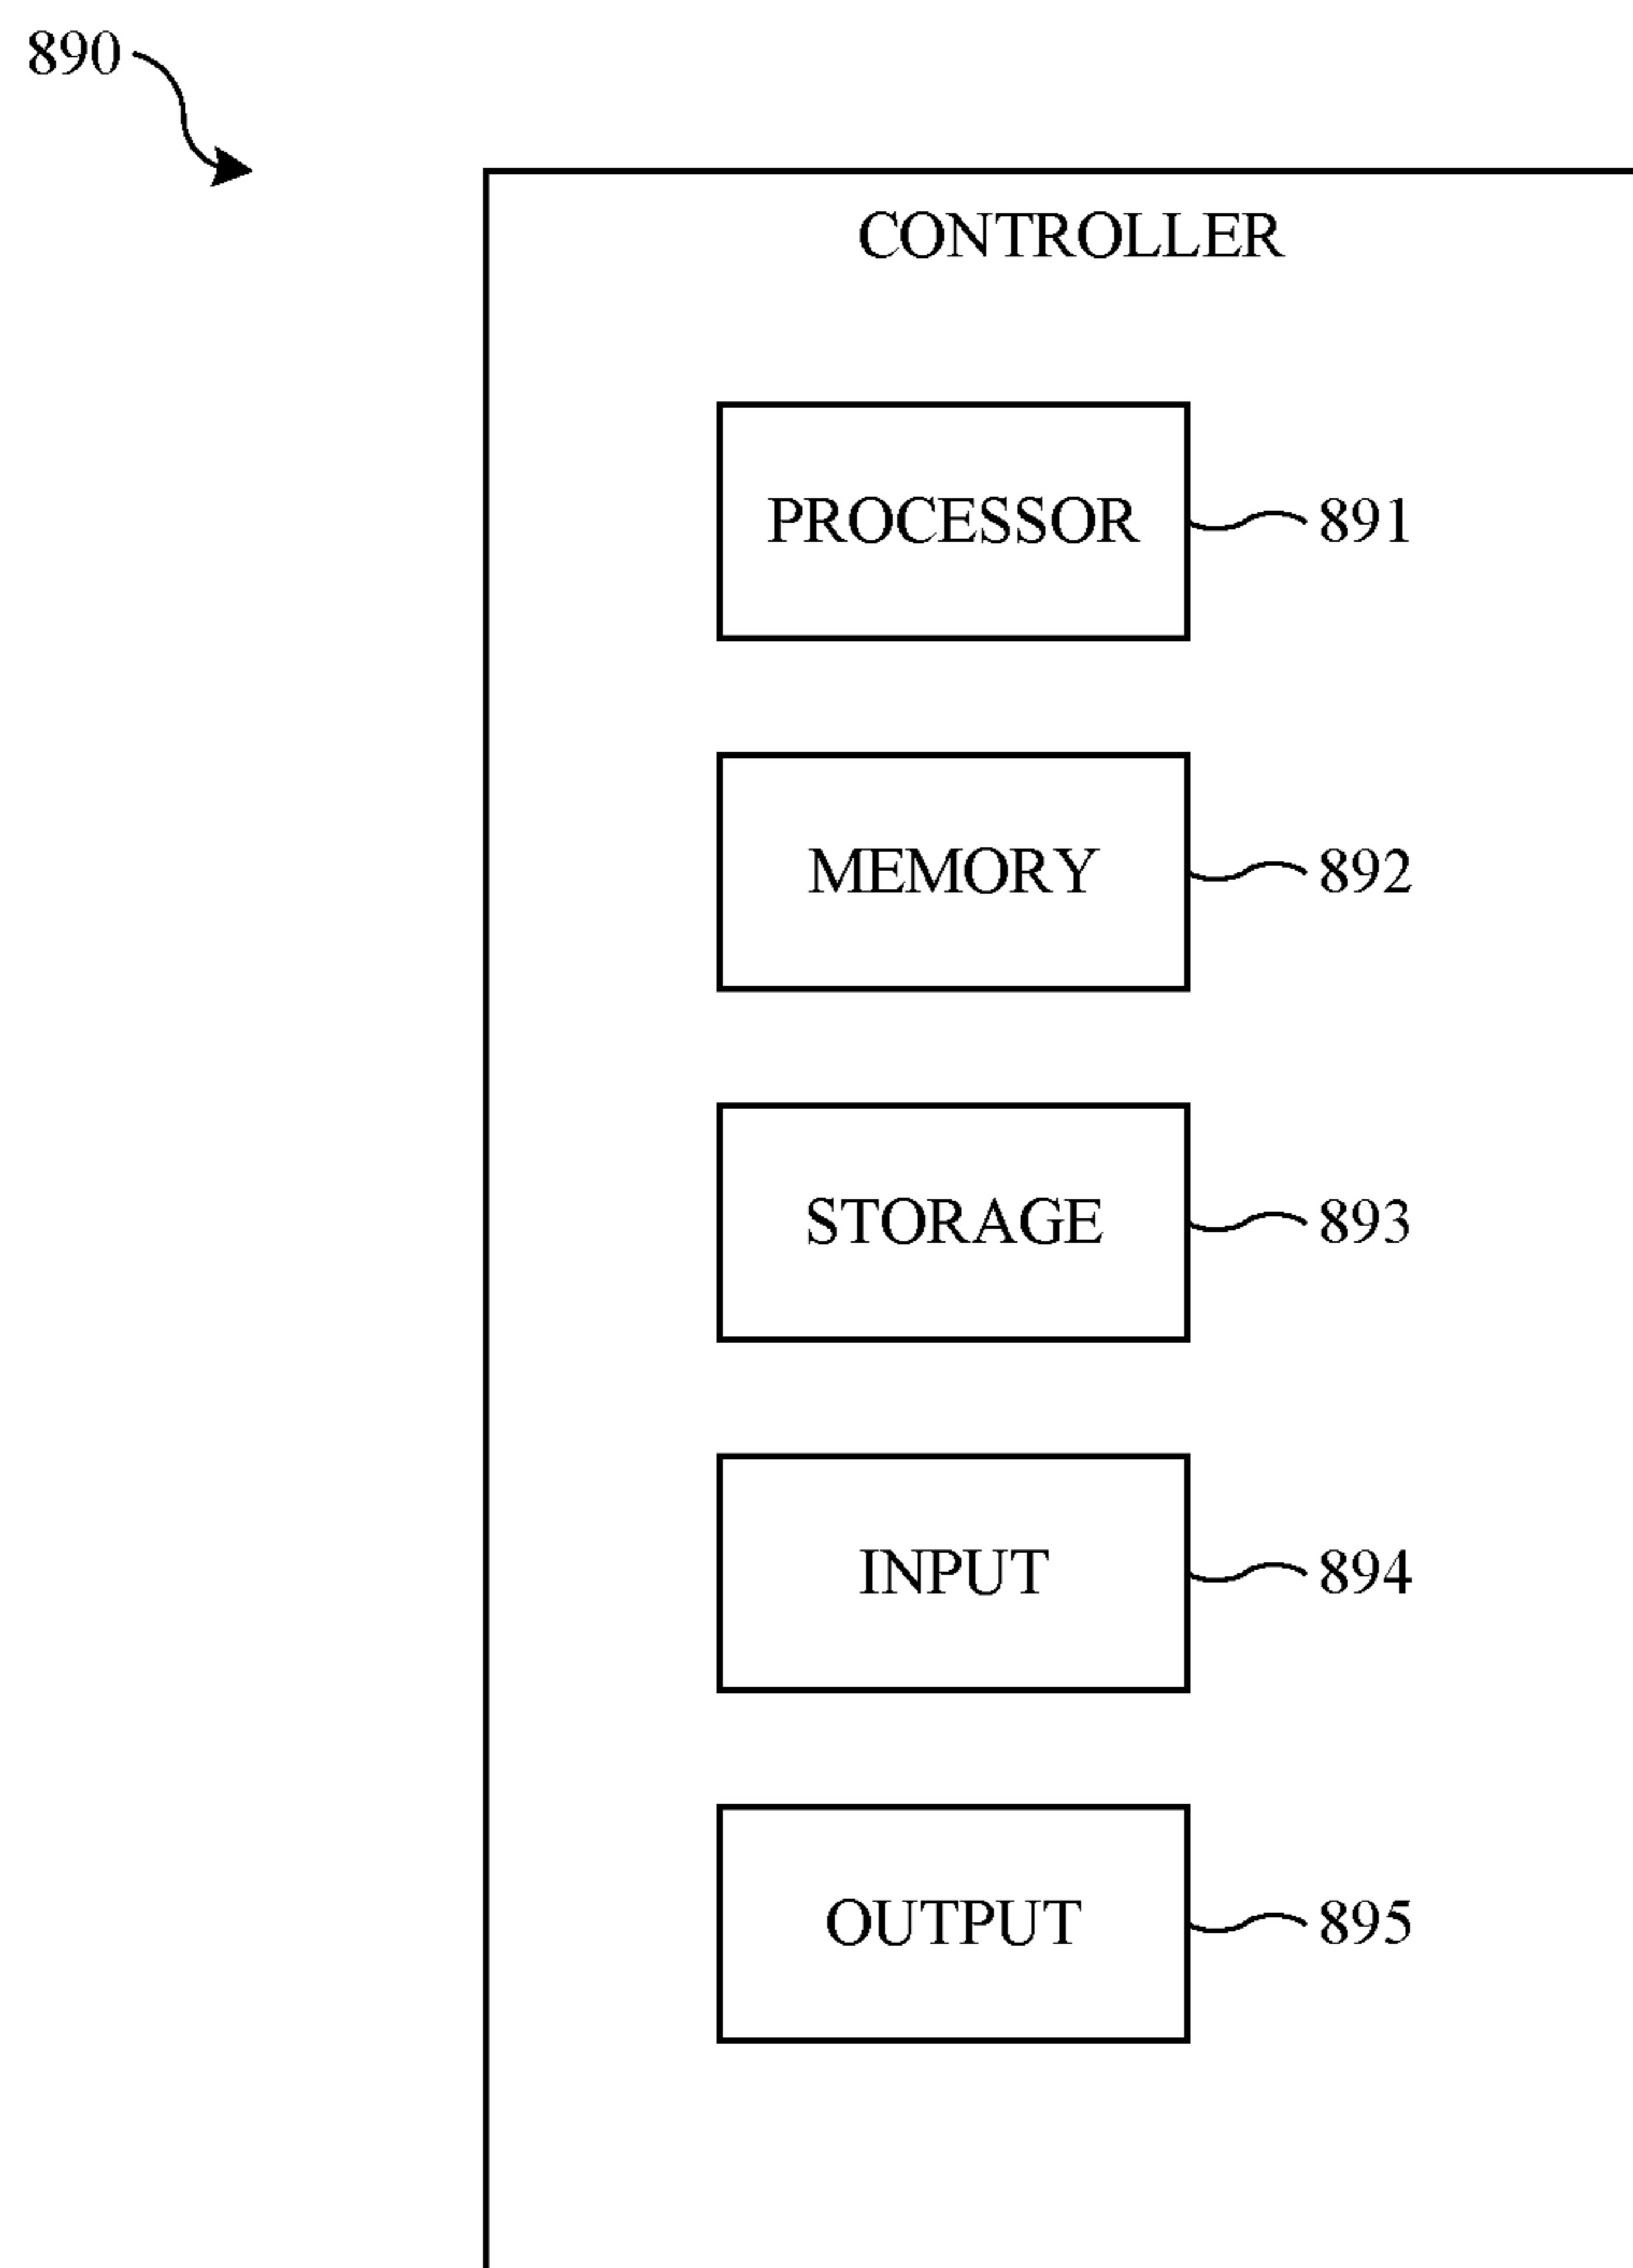 890
CONTROLLER
PROCESSOR 891
MEMORY 892
STORAGE 893
INPUT 894
OUTPUT 895